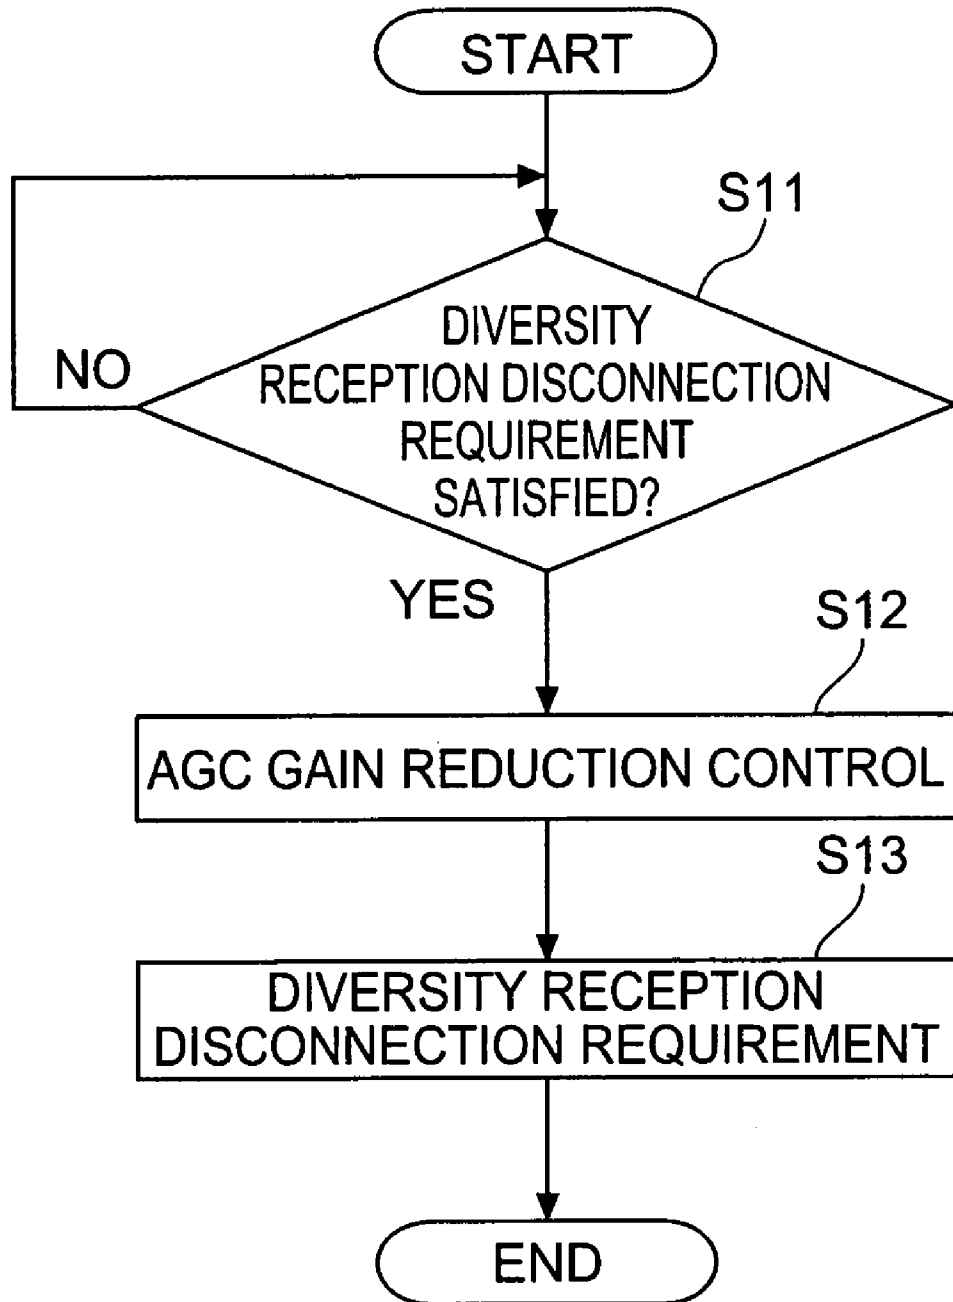 START
S11
DIVERSITY
RECEPTION DISCONNECTION
REQUIREMENT
SATISFIED?
NO
YES
S12
AGC GAIN REDUCTION CONTROL
S13
DIVERSITY RECEPTION
DISCONNECTION REQUIREMENT
END